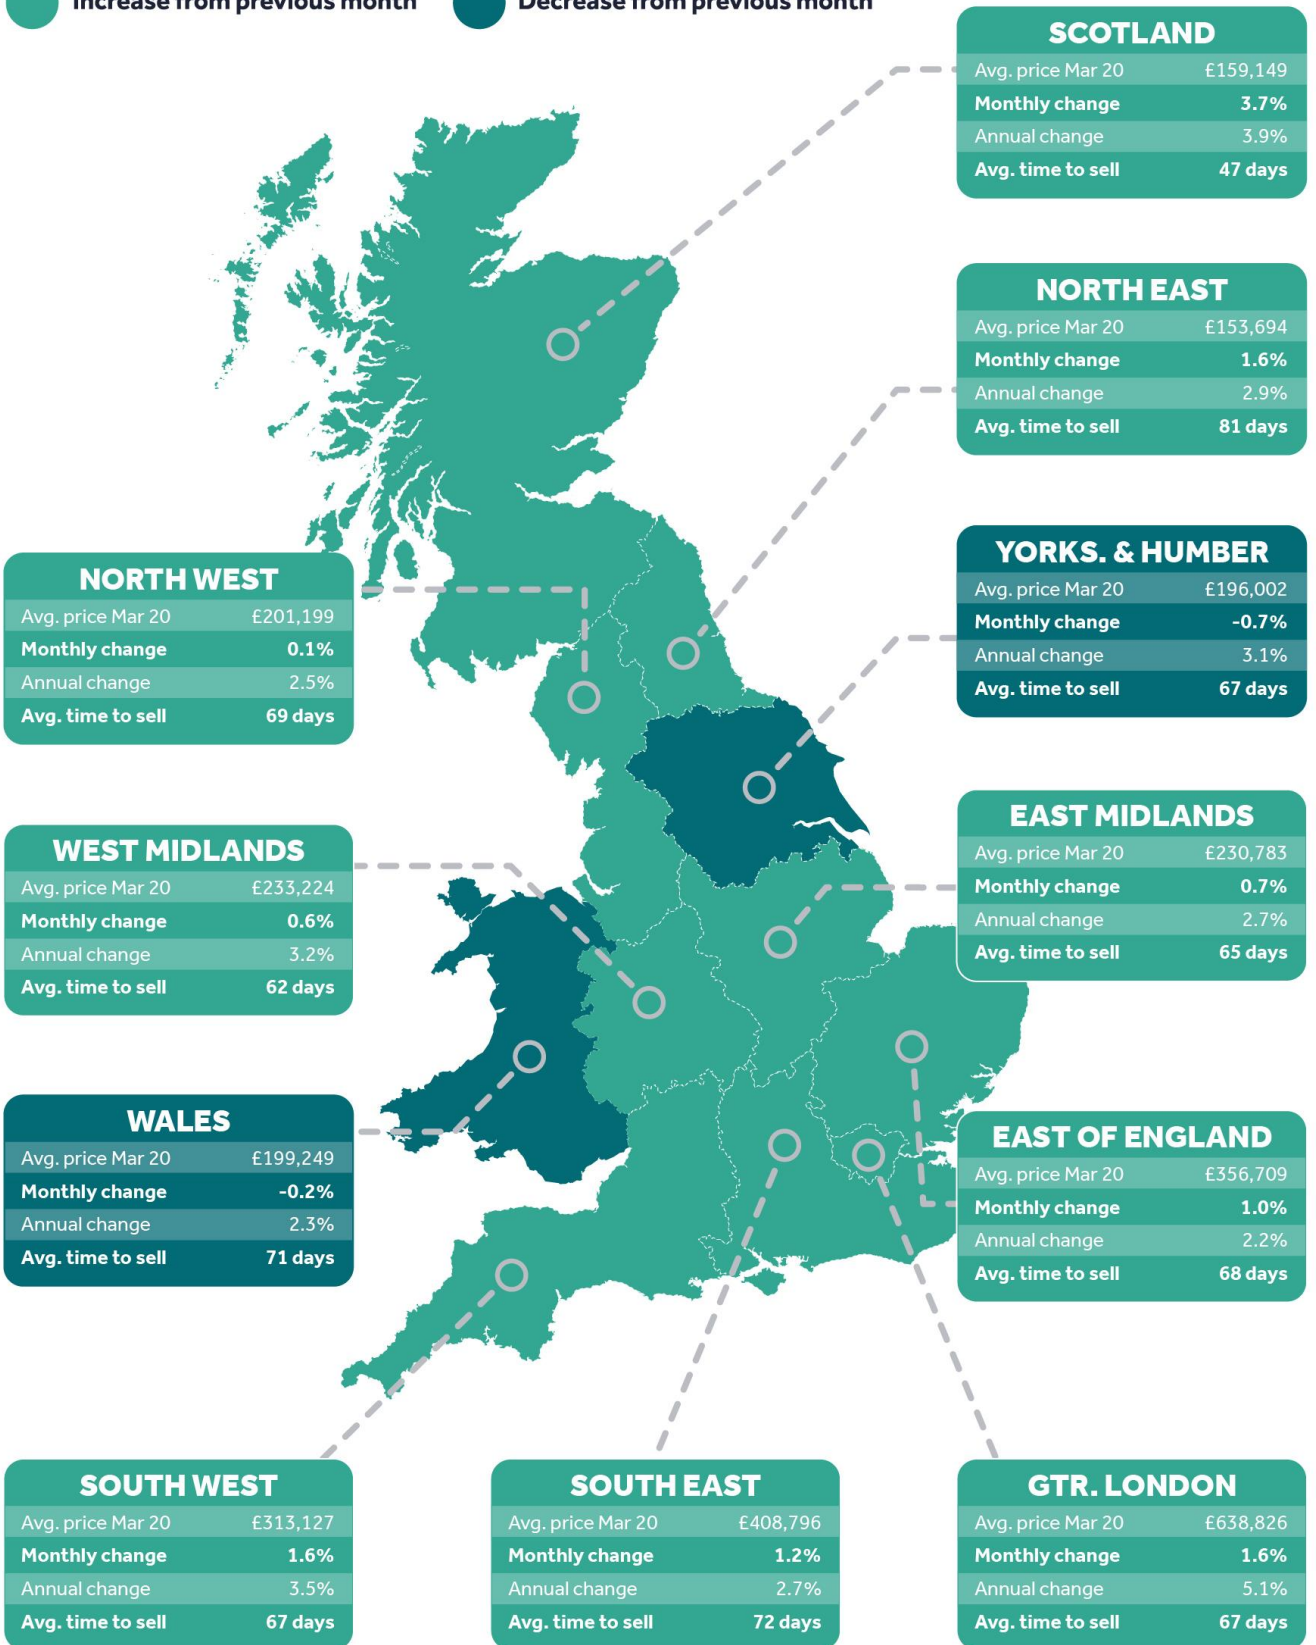 Increase from previous month
Decrease from previous month
SCOTLAND
Avg. price Mar 20 £159,149
Monthly change 3.7%
Annual change 3.9%
Avg. time to sell 47 days
NORTH EAST
Avg. price Mar 20 £153,694
Monthly change 1.6%
Annual change 2.9%
Avg. time to sell 81 days
YORKS. & HUMBER
Avg. price Mar 20 £196,002
Monthly change -0.7%
Annual change 3.1%
Avg. time to sell 67 days
NORTH WEST
Avg. price Mar 20 £201,199
Monthly change 0.1%
Annual change 2.5%
Avg. time to sell 69 days
EAST MIDLANDS
Avg. price Mar 20 £230,783
Monthly change 0.7%
Annual change 2.7%
Avg. time to sell 65 days
WEST MIDLANDS
Avg. price Mar 20 £233,224
Monthly change 0.6%
Annual change 3.2%
Avg. time to sell 62 days
WALES
Avg. price Mar 20 £199,249
Monthly change -0.2%
Annual change 2.3%
Avg. time to sell 71 days
EAST OF ENGLAND
Avg. price Mar 20 £356,709
Monthly change 1.0%
Annual change 2.2%
Avg. time to sell 68 days
SOUTH WEST
Avg. price Mar 20 £313,127
Monthly change 1.6%
Annual change 3.5%
Avg. time to sell 67 days
SOUTH EAST
Avg. price Mar 20 £408,796
Monthly change 1.2%
Annual change 2.7%
Avg. time to sell 72 days
GTR. LONDON
Avg. price Mar 20 £638,826
Monthly change 1.6%
Annual change 5.1%
Avg. time to sell 67 days